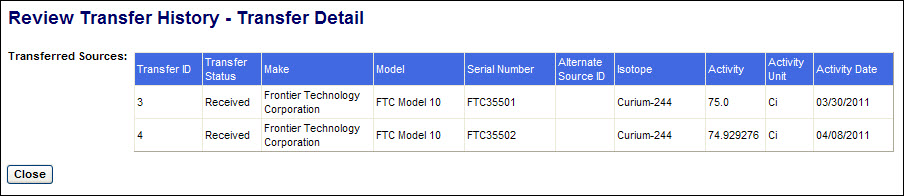 Review Transfer History - Transfer Detail
Transferred Sources:
Transfer ID Transfer Status Make Model Serial Number Alternate Source ID Isotope Activity Activity Unit Activity Date
3 Received Frontier Technology Corporation FTC Model 10 FTC35501 Curium-244 75.0 Ci 03/30/2011
4 Received Frontier Technology Corporation FTC Model 10 FTC35502 Curium-244 74.929276 Ci 04/08/2011
Close